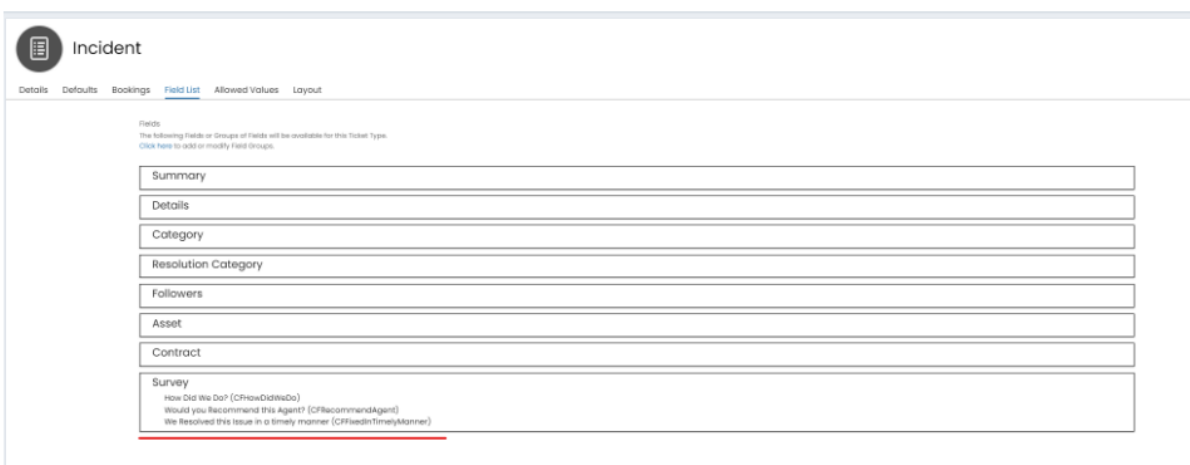 Incident
Details Defaults Bookings Field List Allowed Values Layout
Fields
The following Fields or Groups of Fields will be available for this Ticket Type.
Click here to add or modify Field Groups.
Summary
Details
Category
Resolution Category
Followers
Asset
Contract
Survey
How Did We Do? (CFHowDidWeDo)
Would you Recommend this Agent? (CFRecommendAgent)
We Resolved this issue in a timely manner (CFFixedInTimelyManner)